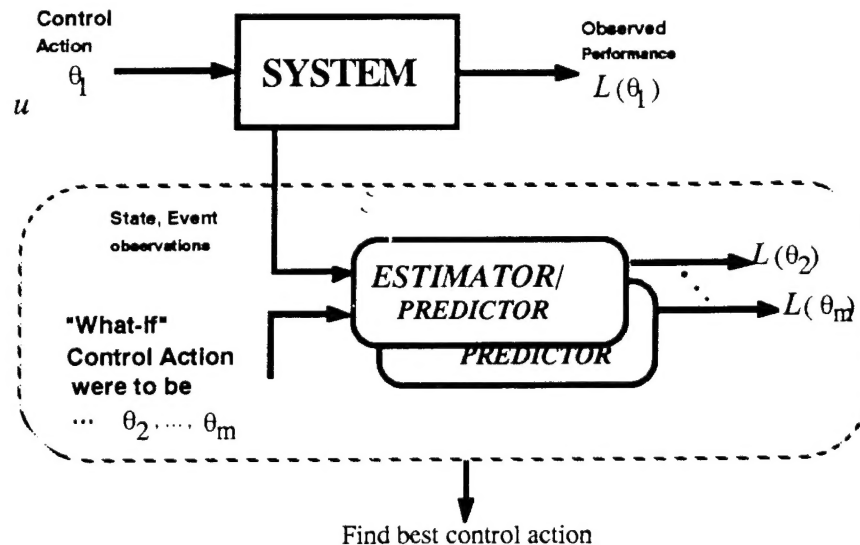 Control
Action
θ1
u
SYSTEM
Observed
Performance
L(θ1)
State, Event
observations
ESTIMATOR/
PREDICTOR
PREDICTOR
L(θ2)
L(θm)
"What-If"
Control Action
were to be
... θ2, ..., θm
Find best control action